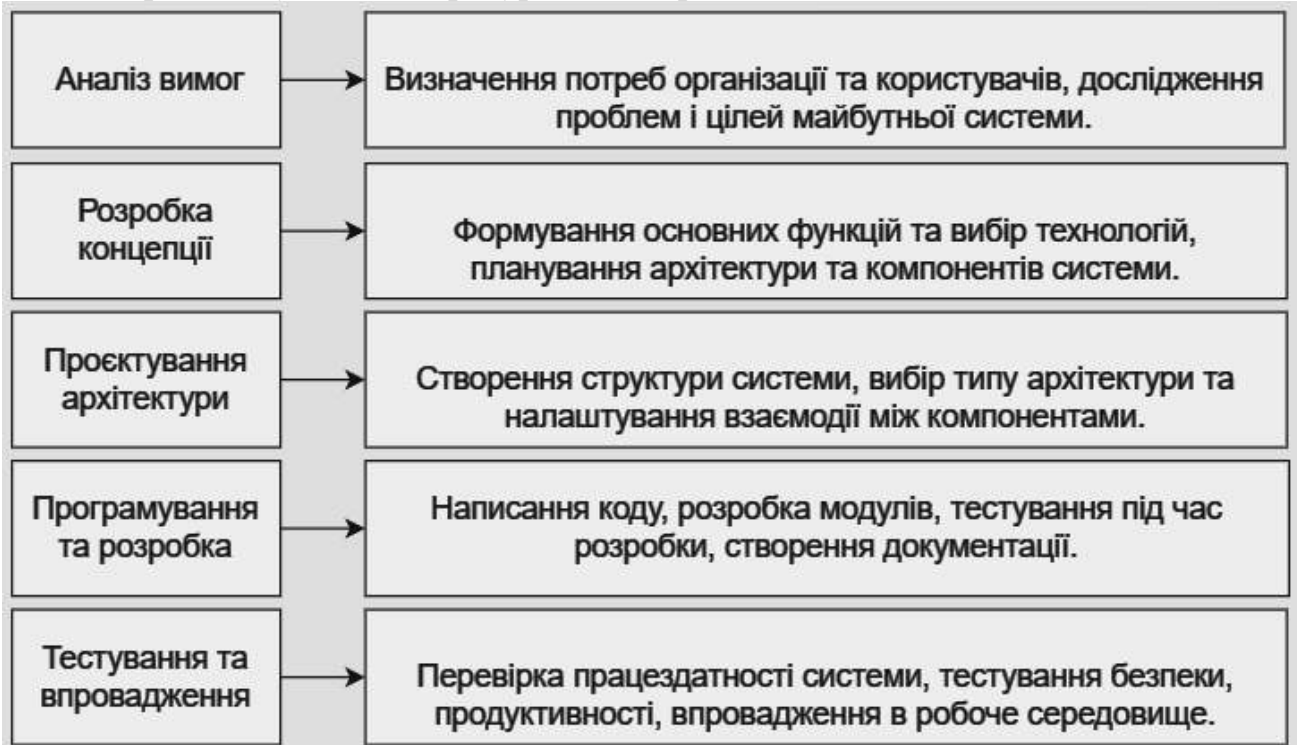 Аналіз вимог
Визначення потреб організації та користувачів, дослідження
проблем і цілей майбутньої системи.
Розробка
концепції
Формування основних функцій та вибір технологій,
планування архітектури та компонентів системи.
Проєктування
архітектури
Створення структури системи, вибір типу архітектури та
налаштування взаємодії між компонентами.
Програмування
та розробка
Написання коду, розробка модулів, тестування під час
розробки, створення документації.
Тестування та
впровадження
Перевірка працездатності системи, тестування безпеки,
продуктивності, впровадження в робоче середовище.